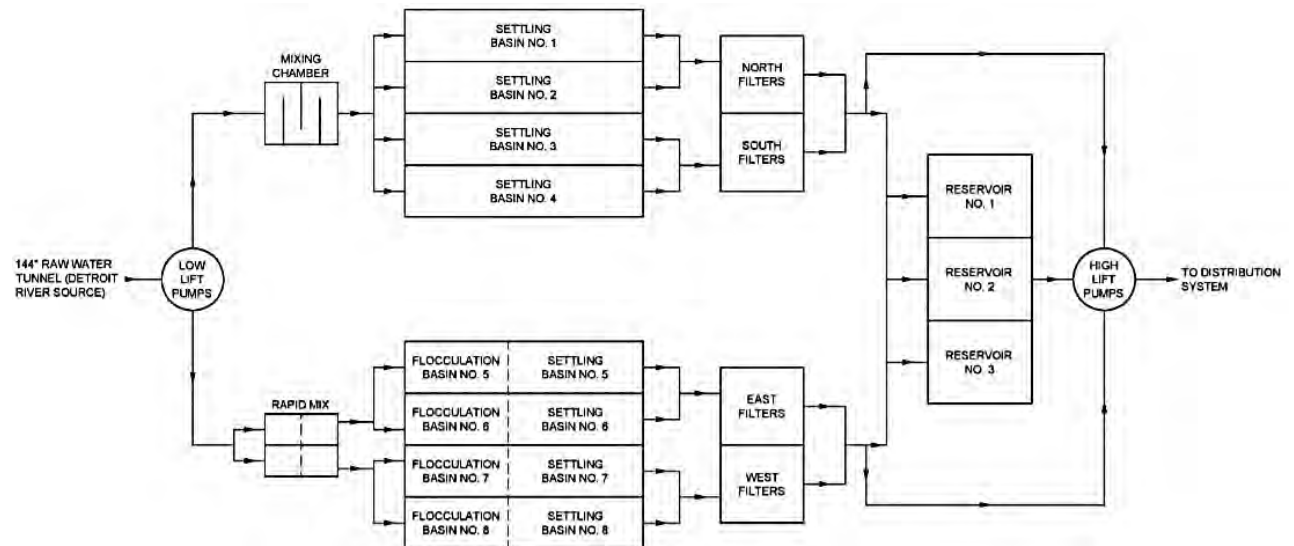 MIXING
CHAMBER
SETTLING
BASIN NO. 1
SETTLING
BASIN NO. 2
SETTLING
BASIN NO. 3
SETTLING
BASIN NO. 4
NORTH
FILTERS
SOUTH
FILTERS
RESERVOIR
NO. 1
RESERVOIR
NO. 2
RESERVOIR
NO. 3
144" RAW WATER
TUNNEL (DETROIT
RIVER SOURCE)
LOW
LIFT
PUMPS
HIGH
LIFT
PUMPS
TO DISTRIBUTION
SYSTEM
RAPID MIX
FLOCCULATION
BASIN NO. 5
SETTLING
BASIN NO. 5
FLOCCULATION
BASIN NO. 6
SETTLING
BASIN NO. 6
FLOCCULATION
BASIN NO. 7
SETTLING
BASIN NO. 7
FLOCCULATION
BASIN NO. 8
SETTLING
BASIN NO. 8
EAST
FILTERS
WEST
FILTERS